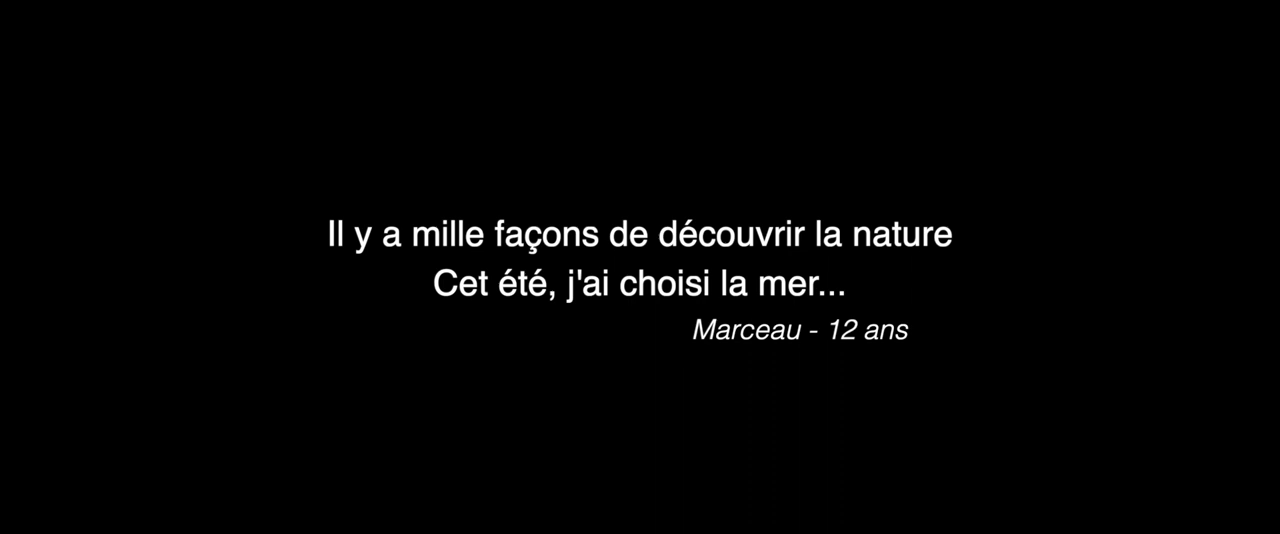 Il y a mille façons de découvrir la nature
Cet été, j'ai choisi la mer...
Marceau - 12 ans